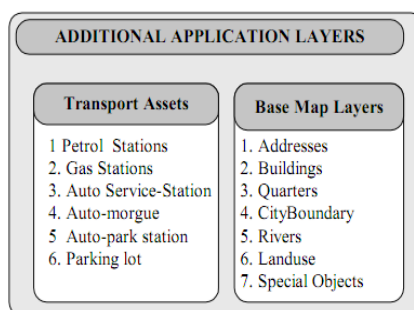 ADDITIONAL APPLICATION LAYERS
Transport Assets
1 Petrol Stations
2. Gas Stations
3. Auto Service-Station
4. Auto-morgue
5 Auto-park station
6. Parking lot
Base Map Layers
1. Addresses
2. Buildings
3. Quarters
4. CityBoundary
5. Rivers
6. Landuse
7. Special Objects